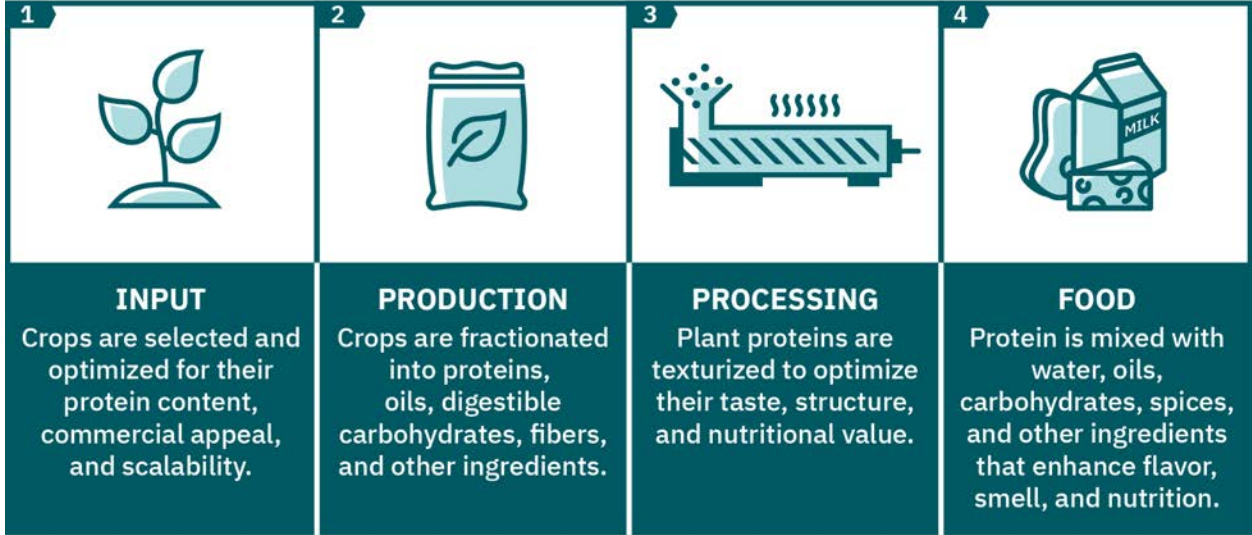 1
INPUT
Crops are selected and
optimized for their
protein content,
commercial appeal,
and scalability.
2
PRODUCTION
Crops are fractionated
into proteins,
oils, digestible
carbohydrates, fibers,
and other ingredients.
3
PROCESSING
Plant proteins are
texturized to optimize
their taste, structure,
and nutritional value.
4
MILK
FOOD
Protein is mixed with
water, oils,
carbohydrates, spices,
and other ingredients
that enhance flavor,
smell, and nutrition.